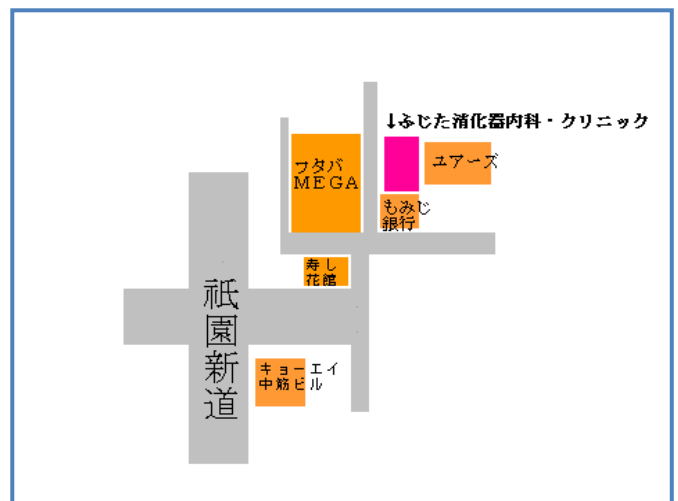 ↓ふじた消化器内科・クリニック
フタバ
MEGA
ユアーズ
もみじ
銀行
寿し
花館
祇園新道
キョーエイ
中筋ビル